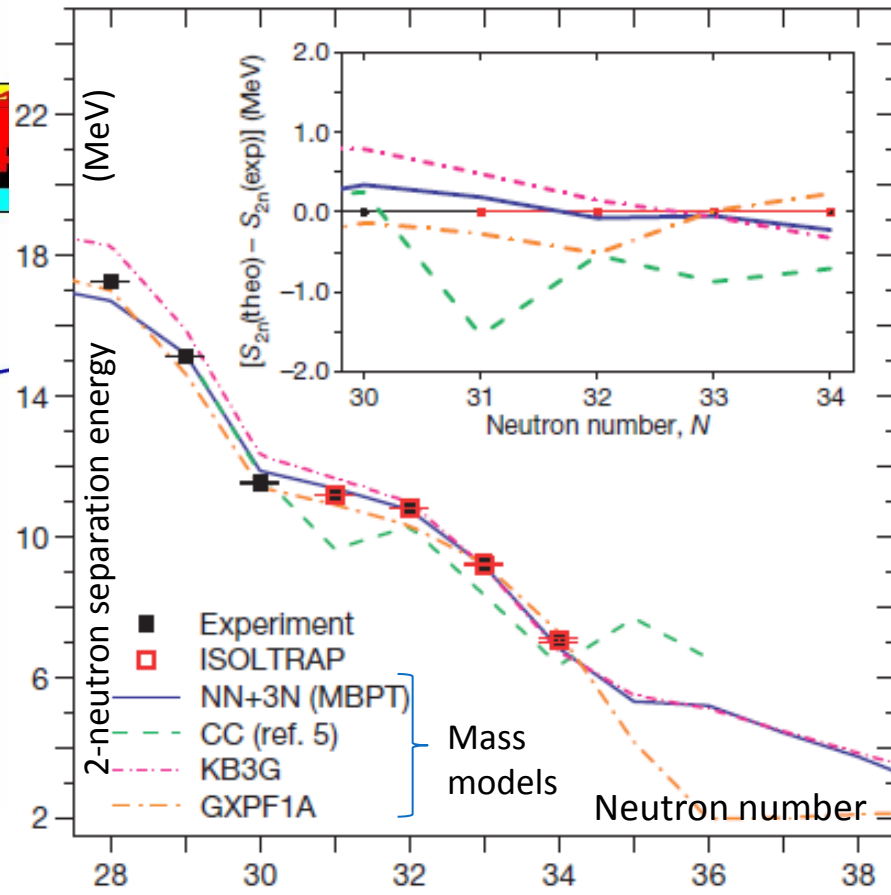 2-neutron separation energy (MeV)
22
18
14
10
6
2
28
30
32
34
36
38
Neutron number
[S2n(theo) – S2n(exp)] (MeV)
2.0
1.0
0.0
–1.0
–2.0
30
31
32
33
34
Neutron number, N
Experiment
ISOLTRAP
NN+3N (MBPT)
CC (ref. 5)
KB3G
GXPF1A
Mass
models